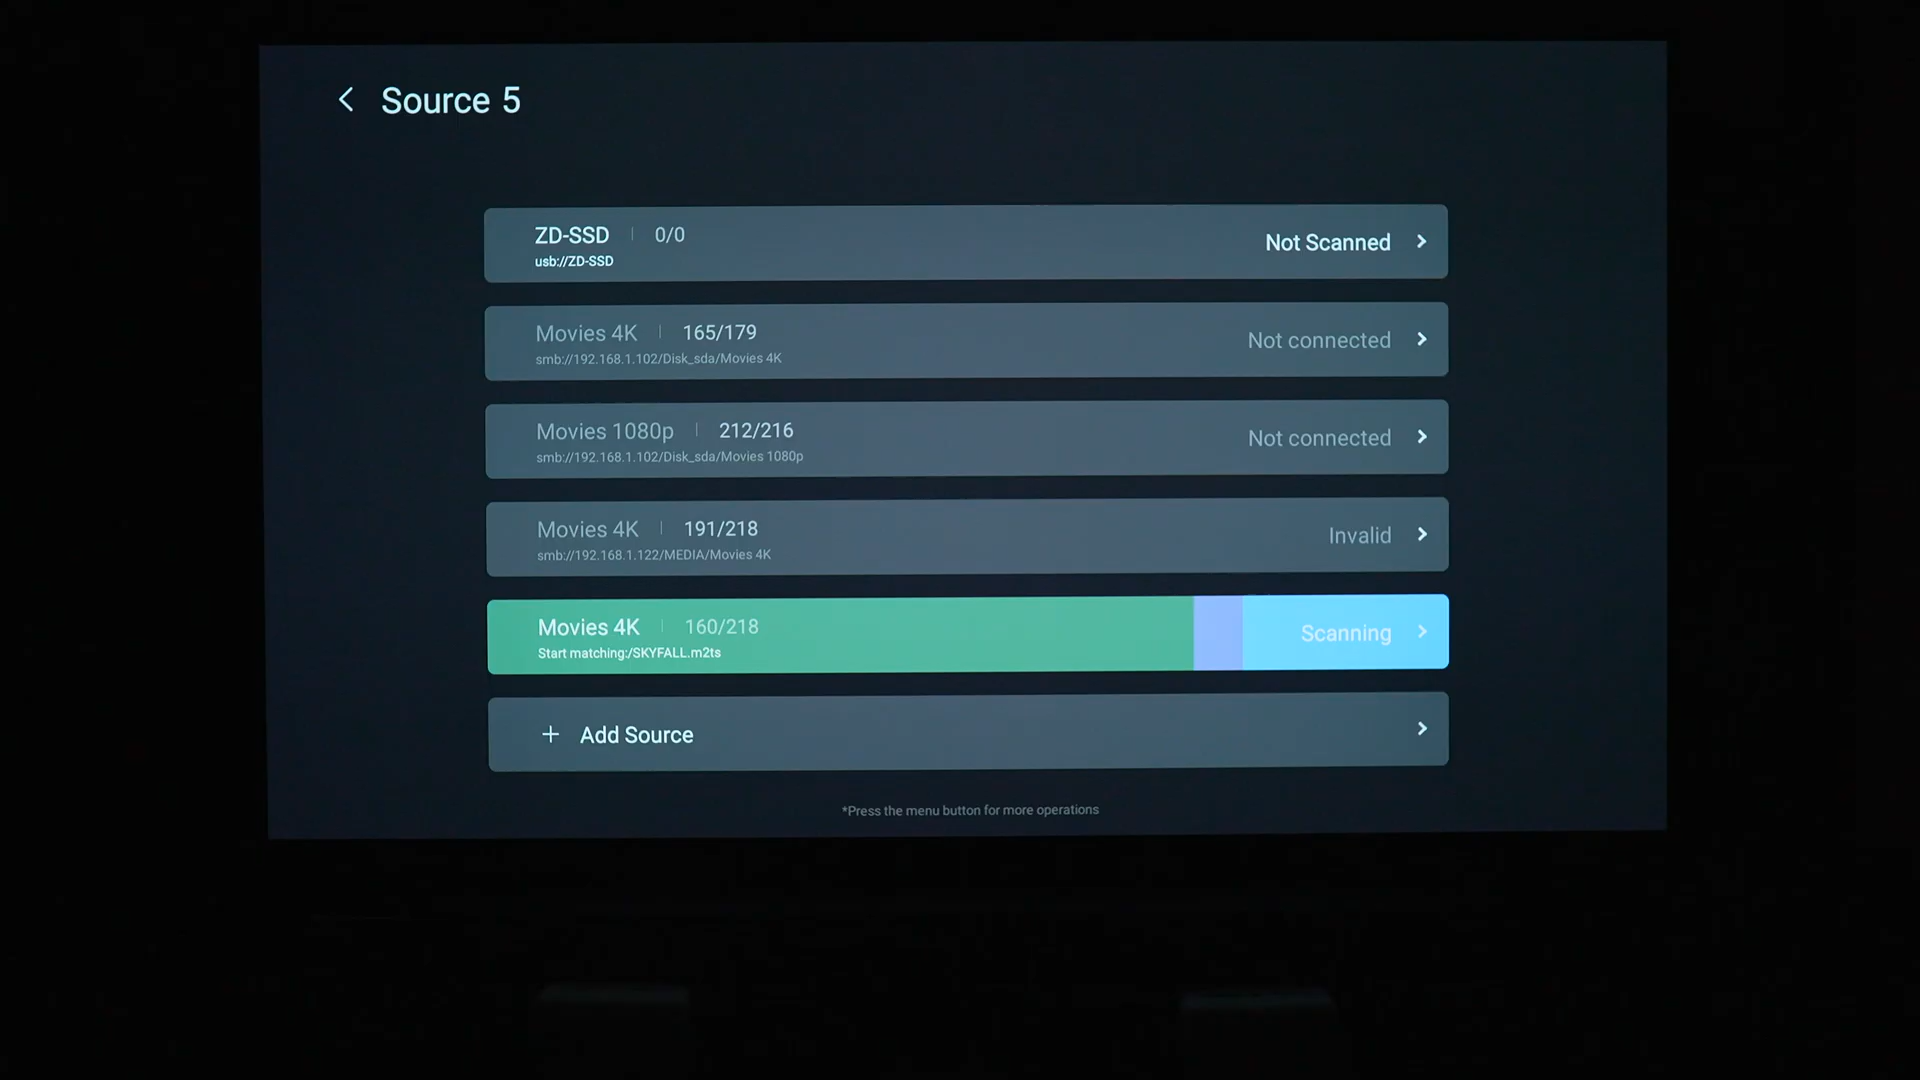 Source 5
ZD-SSD | 0/0
usb://ZD-SSD
Not Scanned
Movies 4K | 165/179
smb://192.168.1.102/Disk_sda/Movies 4K
Not connected
Movies 1080p | 212/216
smb://192.168.1.102/Disk_sda/Movies 1080p
Not connected
Movies 4K | 191/218
smb://192.168.1.122/MEDIA/Movies 4K
Invalid
Movies 4K | 160/218
Start matching:/SKYFALL.m2ts
Scanning
+ Add Source
*Press the menu button for more operations